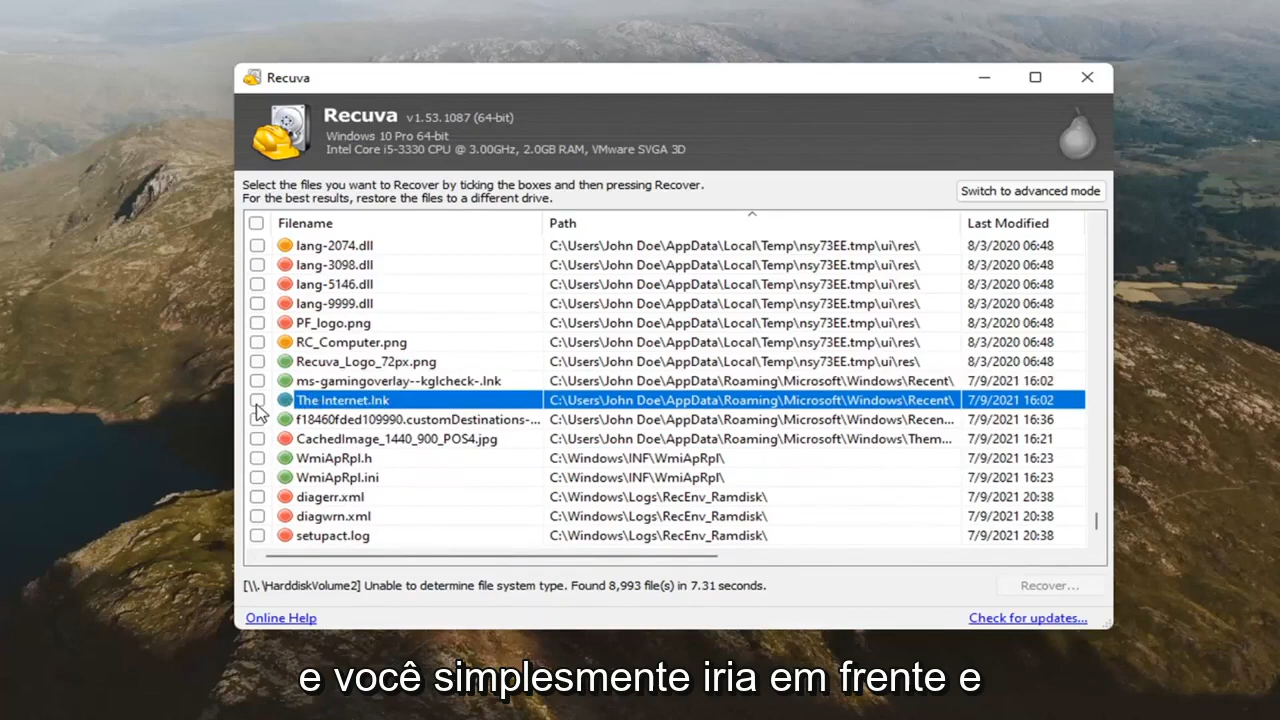 Recuva
Recuva v1.53.1087 (64-bit)
Windows 10 Pro 64-bit
Intel Core i5-3330 CPU @ 3.00GHz, 2.0GB RAM, VMware SVGA 3D
Select the files you want to Recover by ticking the boxes and then pressing Recover.
For the best results, restore the files to a different drive.
Switch to advanced mode
Filename Path Last Modified
lang-2074.dll C:\Users\John Doe\AppData\Local\Temp\nsy73EE.tmp\ui\res\ 8/3/2020 06:48
lang-3098.dll C:\Users\John Doe\AppData\Local\Temp\nsy73EE.tmp\ui\res\ 8/3/2020 06:48
lang-5146.dll C:\Users\John Doe\AppData\Local\Temp\nsy73EE.tmp\ui\res\ 8/3/2020 06:48
lang-9999.dll C:\Users\John Doe\AppData\Local\Temp\nsy73EE.tmp\ui\res\ 8/3/2020 06:48
PF_logo.png C:\Users\John Doe\AppData\Local\Temp\nsy73EE.tmp\ui\res\ 8/3/2020 06:48
RC_Computer.png C:\Users\John Doe\AppData\Local\Temp\nsy73EE.tmp\ui\res\ 8/3/2020 06:48
Recuva_Logo_72px.png C:\Users\John Doe\AppData\Local\Temp\nsy73EE.tmp\ui\res\ 8/3/2020 06:48
ms-gamingoverlay--kglcheck-.lnk C:\Users\John Doe\AppData\Roaming\Microsoft\Windows\Recent\ 7/9/2021 16:02
The Internet.lnk C:\Users\John Doe\AppData\Roaming\Microsoft\Windows\Recent\ 7/9/2021 16:02
f18460fded109990.customDestinations-... C:\Users\John Doe\AppData\Roaming\Microsoft\Windows\Recen... 7/9/2021 16:36
CachedImage_1440_900_POS4.jpg C:\Users\John Doe\AppData\Roaming\Microsoft\Windows\Them... 7/9/2021 16:21
WmiApRpl.h C:\Windows\INF\WmiApRpl\ 7/9/2021 16:23
WmiApRpl.ini C:\Windows\INF\WmiApRpl\ 7/9/2021 16:23
diagerr.xml C:\Windows\Logs\RecEnv_Ramdisk\ 7/9/2021 20:38
diagwrn.xml C:\Windows\Logs\RecEnv_Ramdisk\ 7/9/2021 20:38
setupact.log C:\Windows\Logs\RecEnv_Ramdisk\ 7/9/2021 20:38
[\\.\HarddiskVolume2] Unable to determine file system type. Found 8,993 file(s) in 7.31 seconds.
Recover...
Online Help
Check for updates...
e você simplesmente iria em frente e